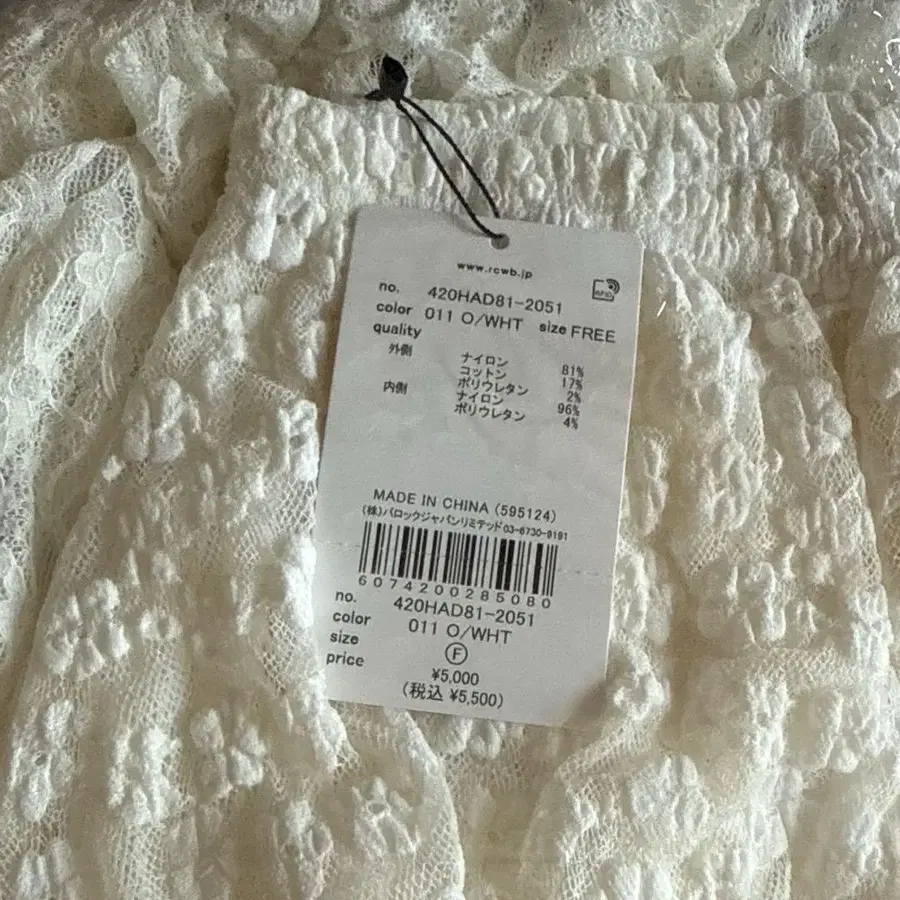 www.rcwb.jp
RFID
no. 420HAD81-2051
color 011 O/WHT size FREE
quality
外側 ナイロン 81%
コットン 17%
ポリウレタン 2%
内側 ナイロン 96%
ポリウレタン 4%
MADE IN CHINA (595124)
(株)バロックジャパンリミテッド 03-6730-9191
6074200285080
no. 420HAD81-2051
color 011 O/WHT
size F
price ¥5,000
(税込 ¥5,500)